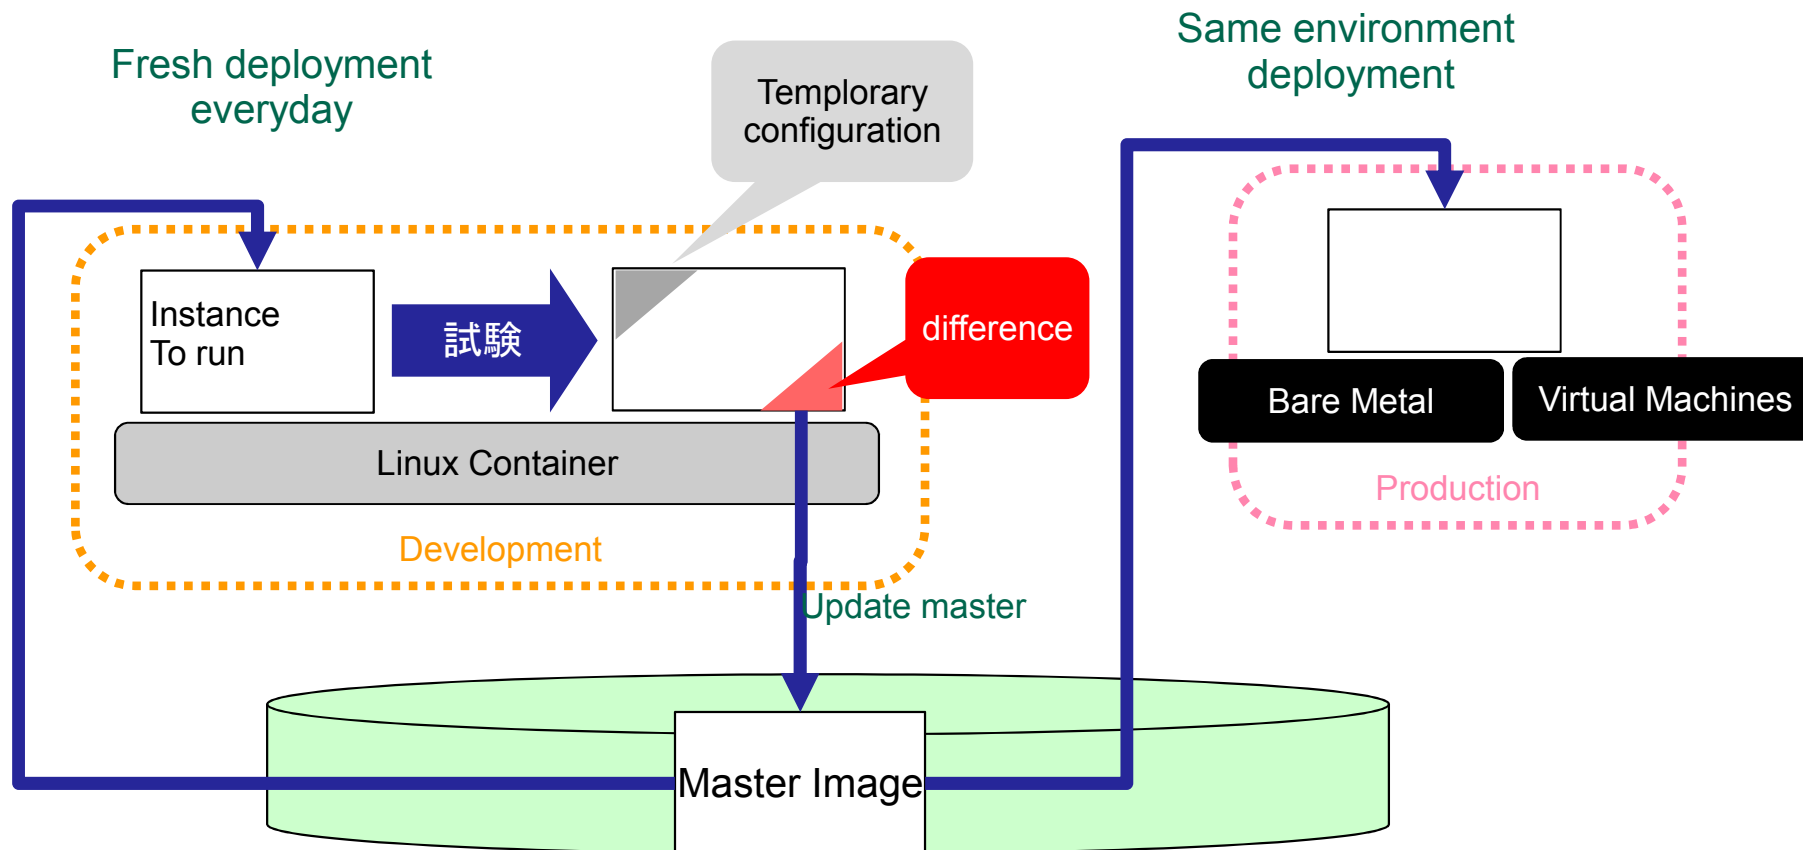 Fresh deployment
everyday
Templorary
configuration
Same environment
deployment
Instance
To run
試験
difference
Linux Container
Development
Bare Metal
Virtual Machines
Production
Update master
Master Image